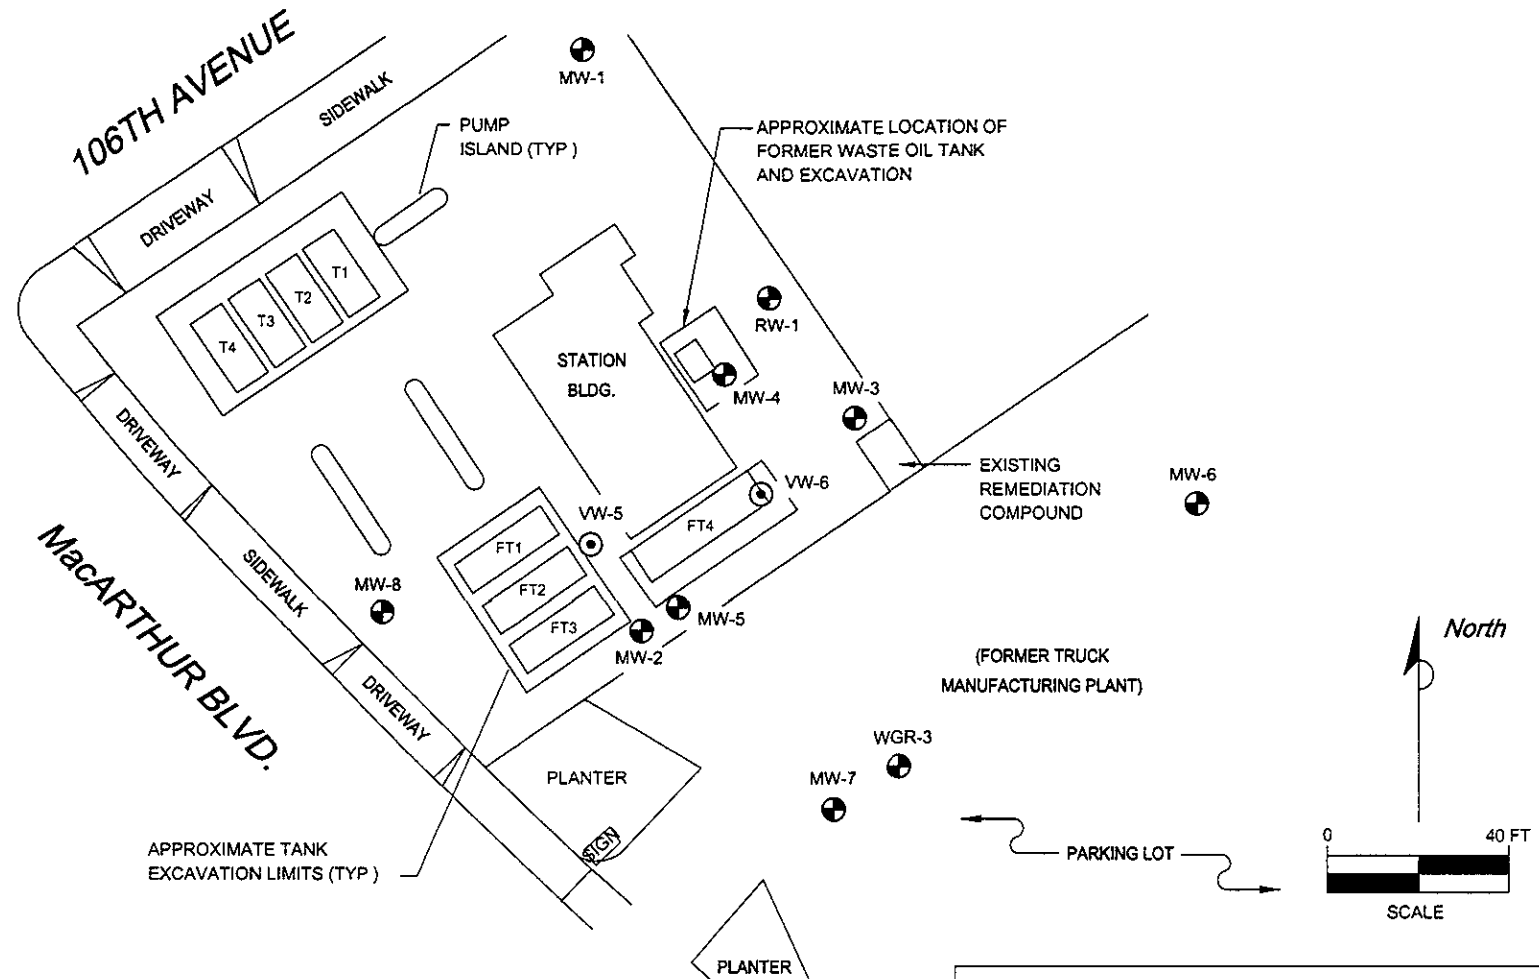 106TH AVENUE
SIDEWALK
DRIVEWAY
PUMP
ISLAND (TYP )
MW-1
APPROXIMATE LOCATION OF
FORMER WASTE OIL TANK
AND EXCAVATION
T1
T2
T3
T4
STATION
BLDG.
RW-1
MW-4
MW-3
EXISTING
REMEDIATION
COMPOUND
MW-6
DRIVEWAY
SIDEWALK
DRIVEWAY
MacARTHUR BLVD.
MW-8
FT1
FT2
FT3
VW-5
VW-6
FT4
MW-5
MW-2
(FORMER TRUCK
MANUFACTURING PLANT)
North
WGR-3
MW-7
PLANTER
SIGN
APPROXIMATE TANK
EXCAVATION LIMITS (TYP )
PARKING LOT
0 40 FT
SCALE
PLANTER